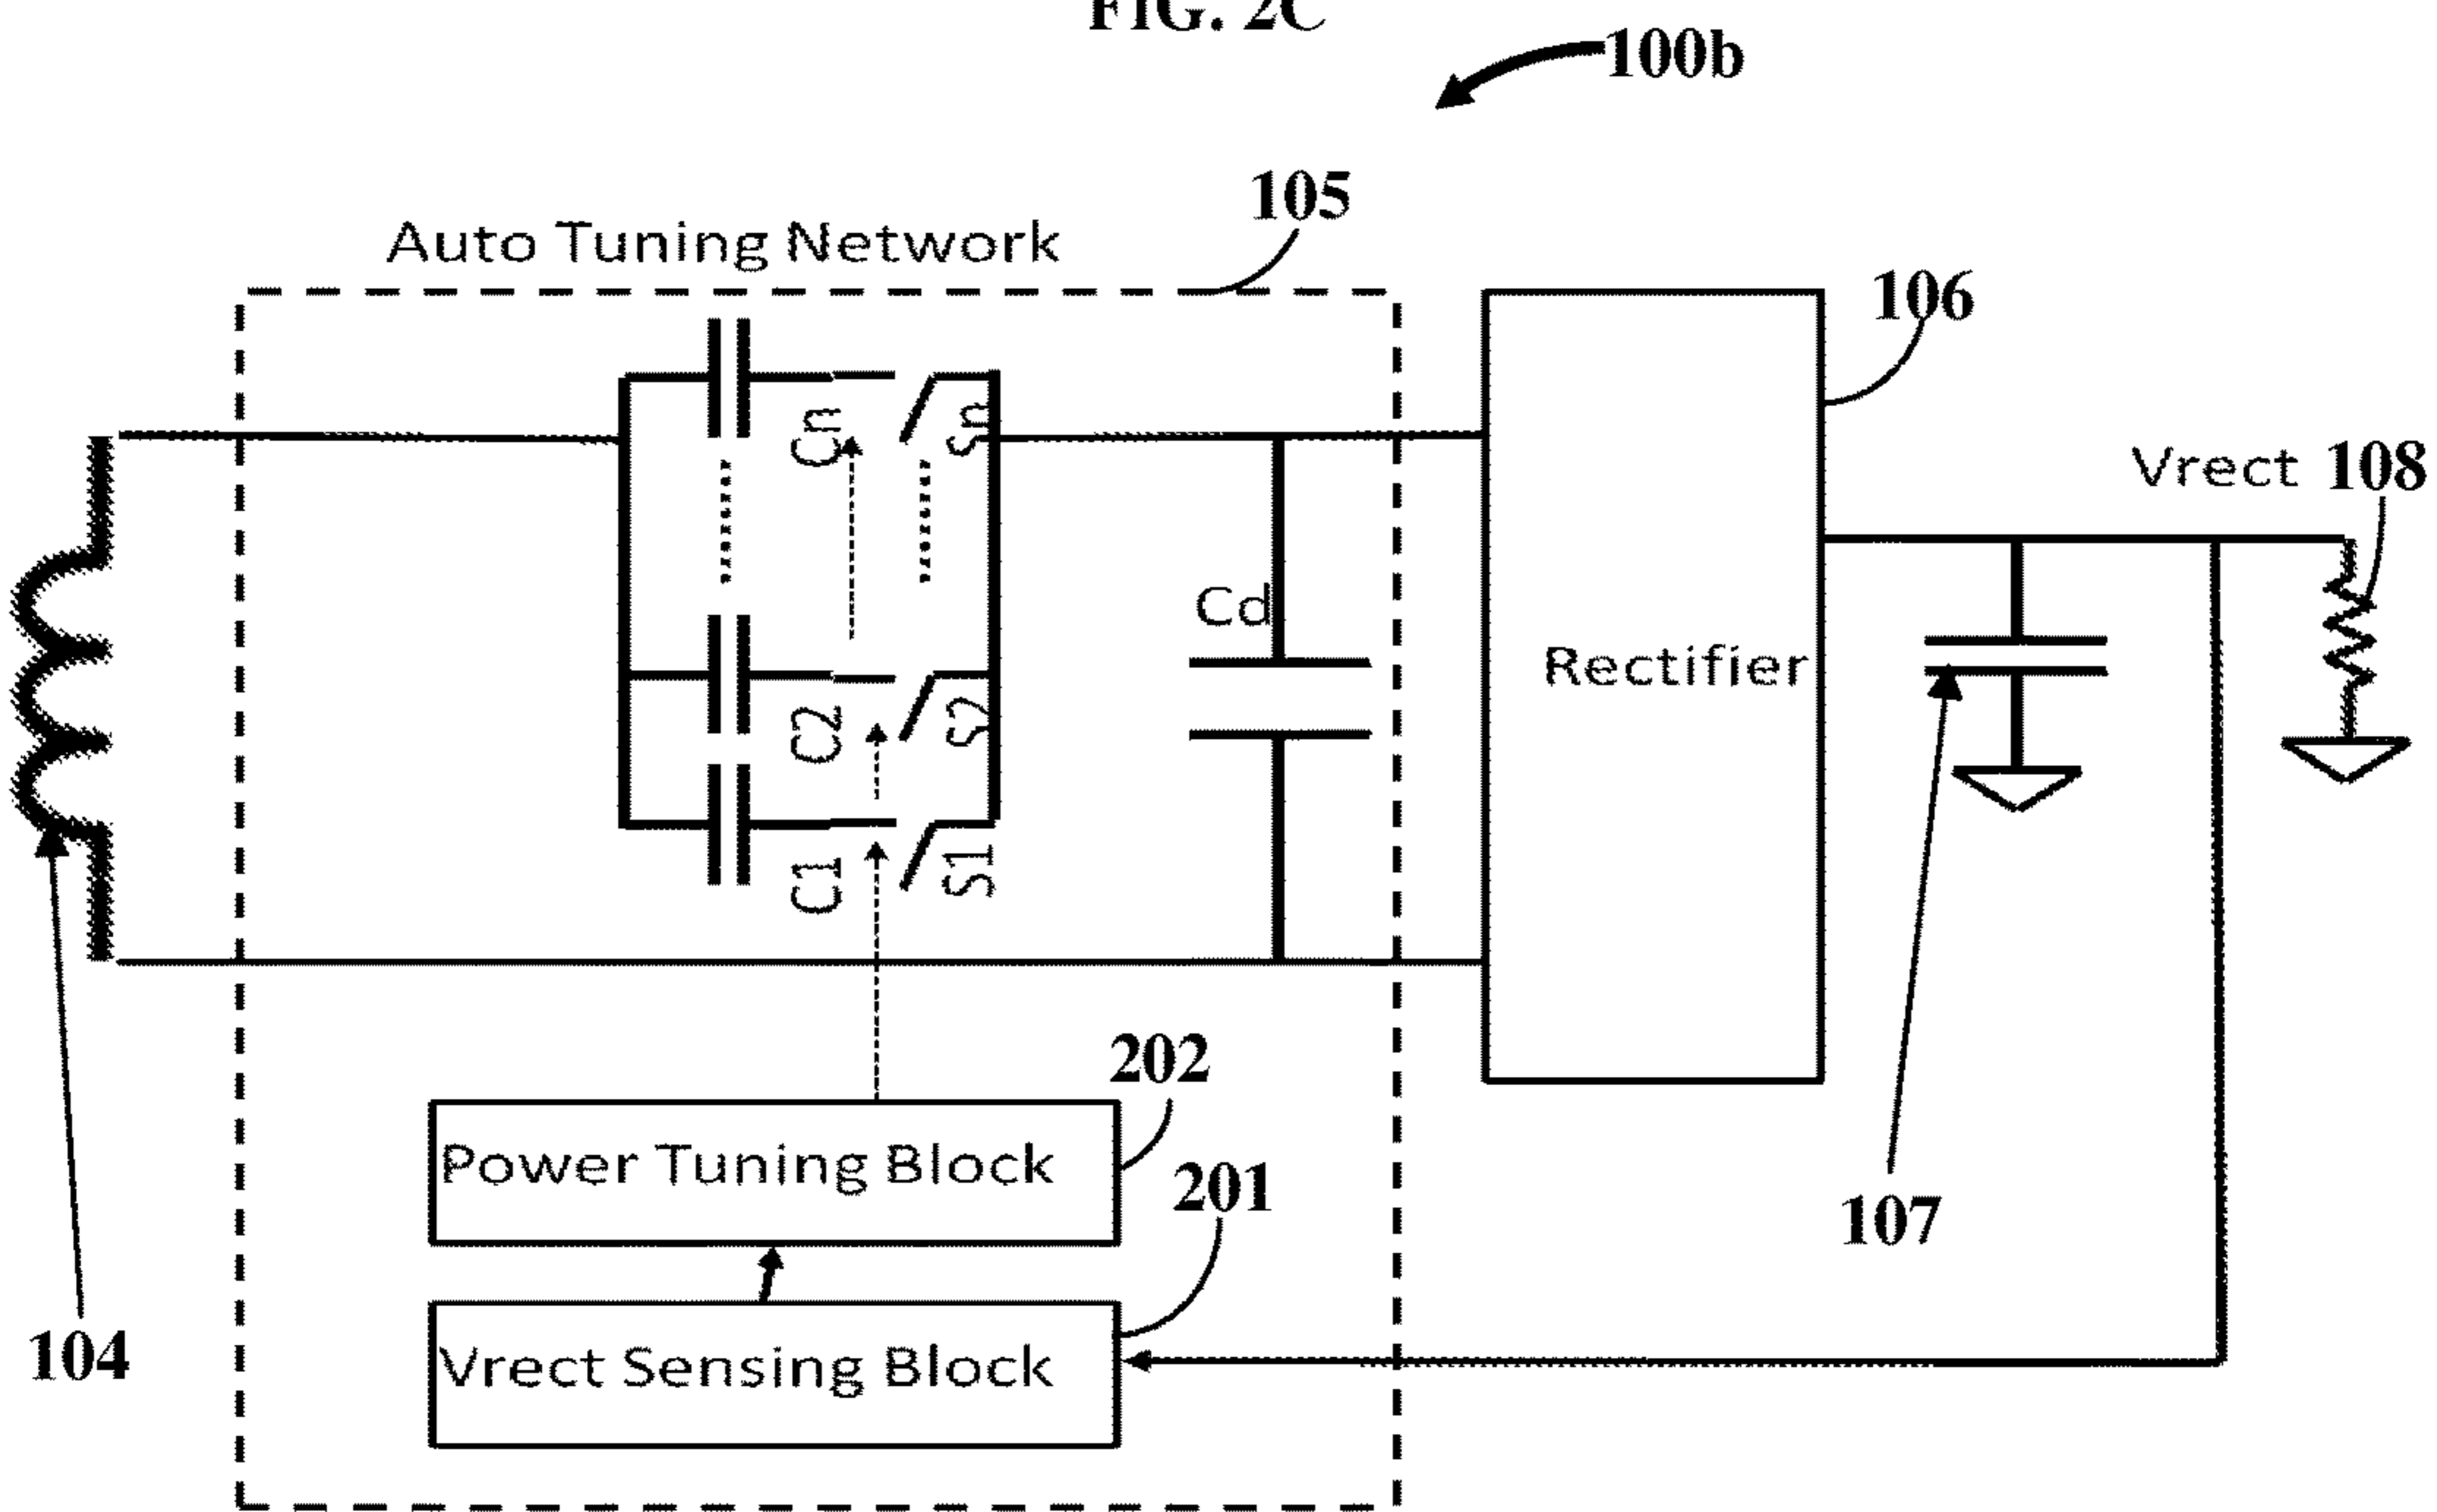 FIG. 2C
100b
105
Auto Tuning Network
106
Cn
Sn
Vrect 108
Cd
Rectifier
C2
S2
C1
S1
202
Power Tuning Block
201
107
104
Vrect Sensing Block